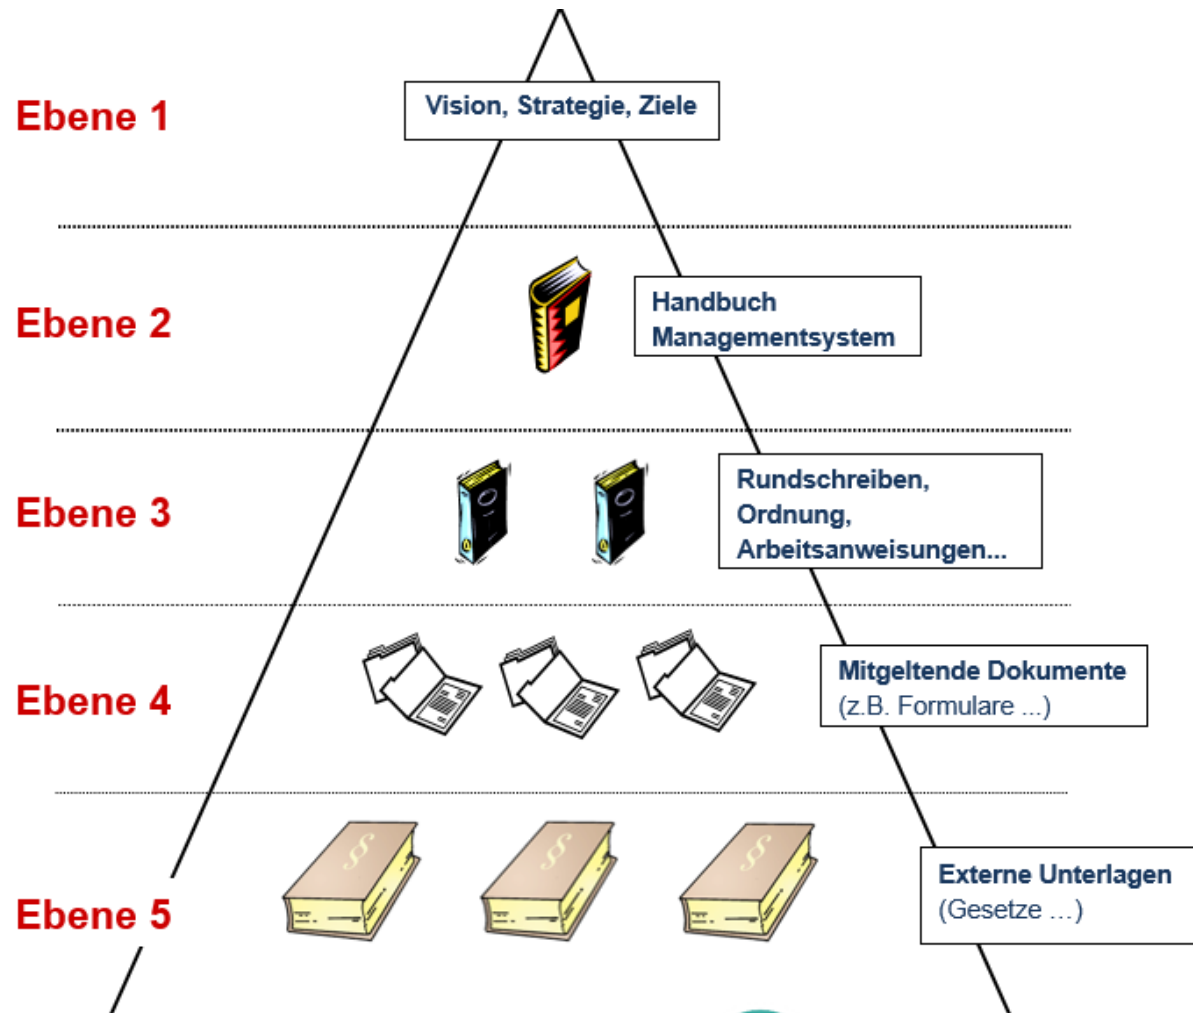 Ebene 1
Vision, Strategie, Ziele
Ebene 2
Handbuch
Managementsystem
Ebene 3
Rundschreiben,
Ordnung,
Arbeitsanweisungen...
Ebene 4
Mitgeltende Dokumente
(z.B. Formulare ...)
Ebene 5
§
§
§
Externe Unterlagen
(Gesetze ...)